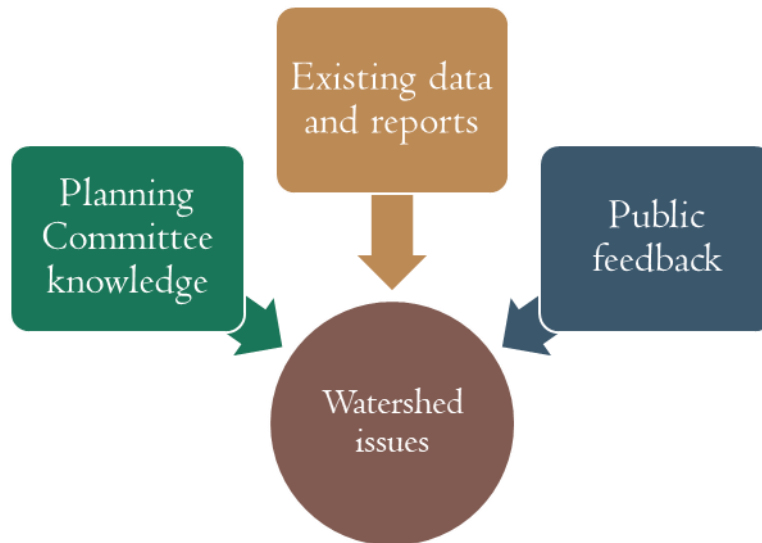 Existing data
and reports
Planning
Committee
knowledge
Public
feedback
Watershed
issues